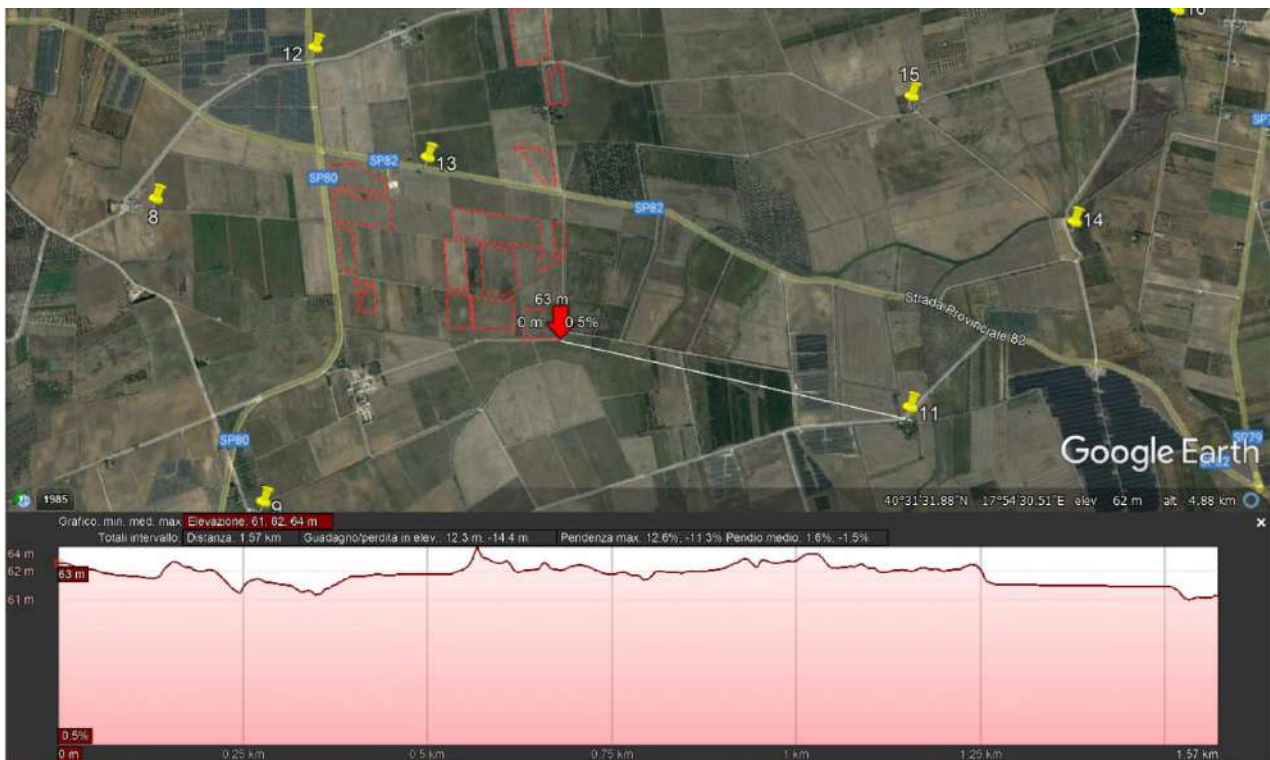 12
16
15
SP82
13
SP80
SP7
8
SP82
14
63 m
0 m 0.5%
Strada Provinciale 82
11
SP80
Google Earth
SP79
SP82
9
1985
40°31'31.88"N 17°54'30.51"E elev 62 m alt 4.88 km
Grafico: min, med, max Elevazione: 61, 62, 64 m
Totali intervallo: Distanza: 1.57 km Guadagno/perdita in elev.: 12.3 m, -14.4 m Pendenza max: 12.6%, -11.3% Pendio medio: 1.6%, -1.5%
64 m
62 m
63 m
61 m
0.5%
0 m 0.25 km 0.5 km 0.75 km 1 km 1.25 km 1.57 km